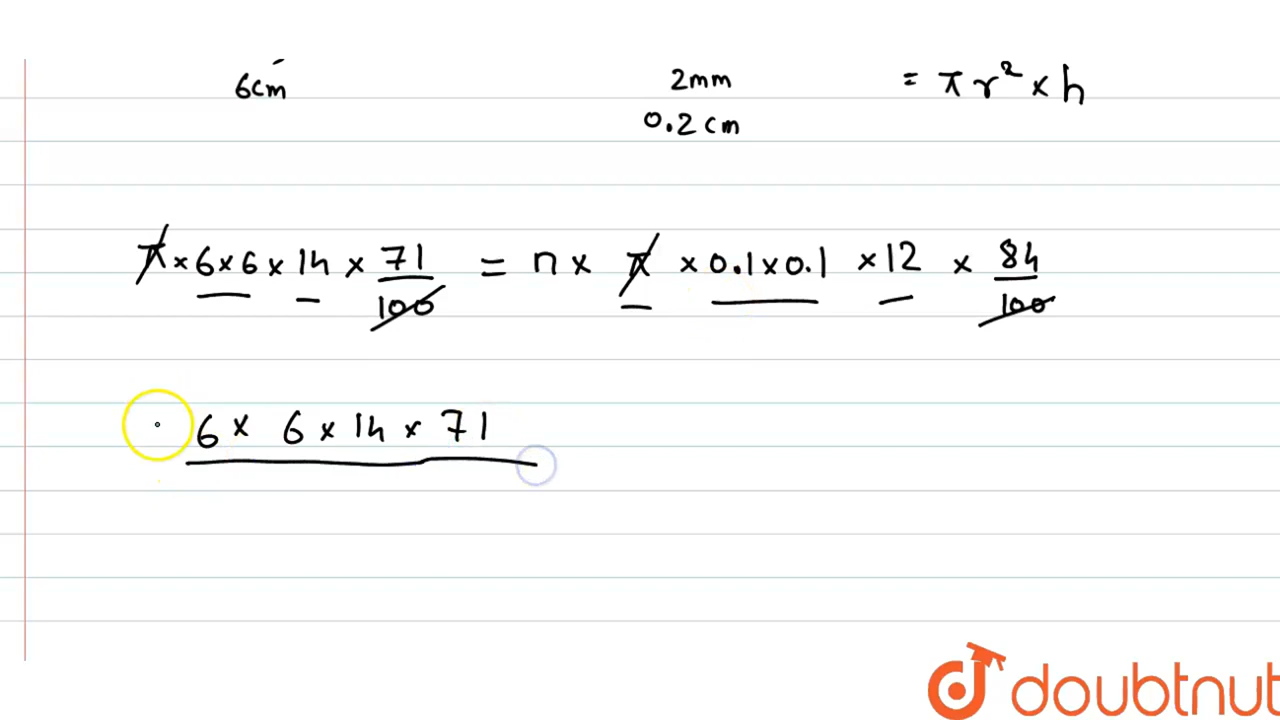 6cm 2mm = πr² × h
0.2 cm
π × 6 × 6 × 14 × 71/100 = n × π × 0.1 × 0.1 × 12 × 84/100
6 × 6 × 14 × 71
doubtnut